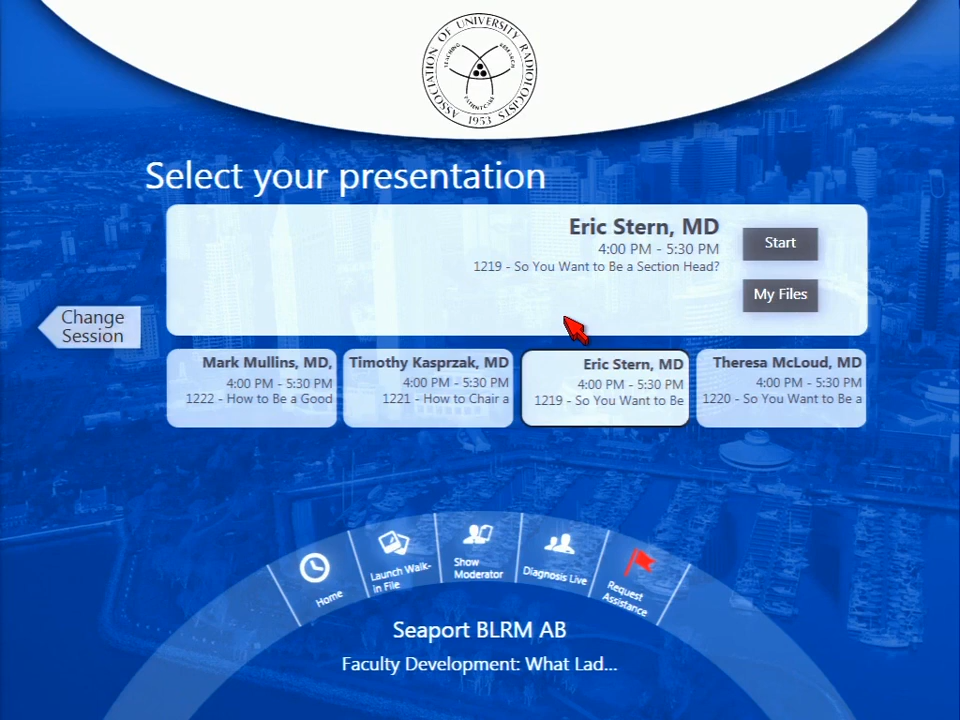 ASSOCIATION OF UNIVERSITY RADIOLOGISTS
TEACHING
RESEARCH
PATIENT CARE
1953
Select your presentation
Eric Stern, MD
4:00 PM - 5:30 PM
1219 - So You Want to Be a Section Head?
Start
My Files
Change
Session
Mark Mullins, MD,
4:00 PM - 5:30 PM
1222 - How to Be a Good
Timothy Kasprzak, MD
4:00 PM - 5:30 PM
1221 - How to Chair a
Eric Stern, MD
4:00 PM - 5:30 PM
1219 - So You Want to Be
Theresa McLoud, MD
4:00 PM - 5:30 PM
1220 - So You Want to Be a
Home
Launch Walk-
in File
Show
Moderator
Diagnosis Live
Request
Assistance
Seaport BLRM AB
Faculty Development: What Lad...